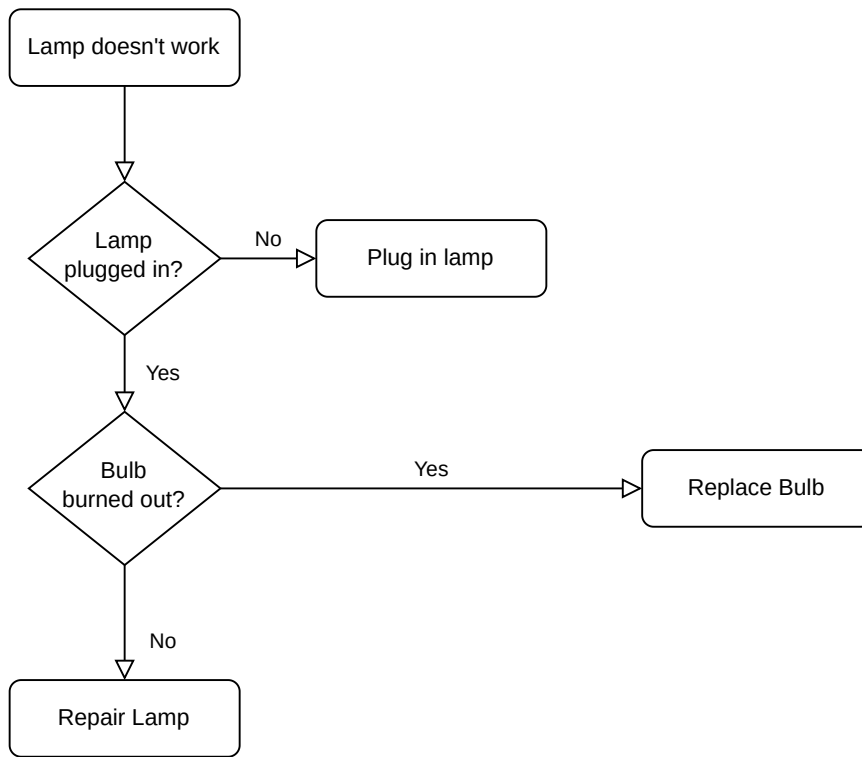 Lamp doesn't work
Lamp
plugged in?
No
Plug in lamp
Yes
Bulb
burned out?
Yes
Replace Bulb
No
Repair Lamp